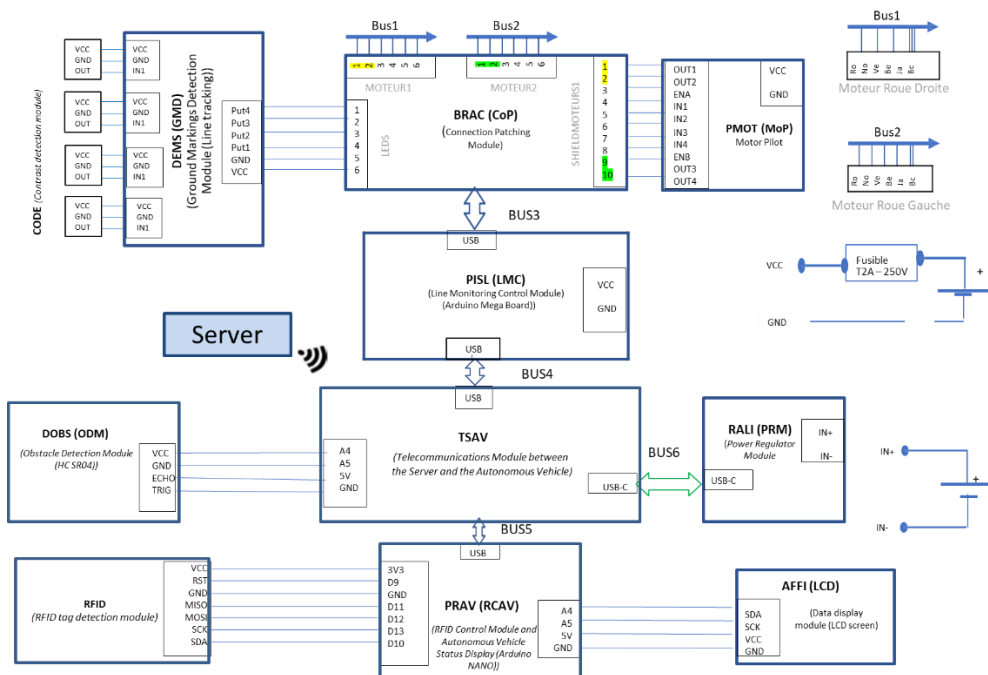 Bus1
Bus2
Bus1
VCC
GND
OUT
VCC
GND
IN1
VCC
GND
OUT
VCC
GND
IN1
VCC
GND
OUT
VCC
GND
IN1
VCC
GND
OUT
VCC
GND
IN1
CODE (Contrast detection module)
DEMS (GMD)
(Ground Markings Detection
Module (Line tracking))
Put4
Put3
Put2
Put1
GND
VCC
1
2
3
4
5
6
LEDS
1 2 3 4 5 6
MOTEUR1
1 2 3 4 5 6
MOTEUR2
BRAC (CoP)
(Connection Patching
Module)
SHIELDMOTEURS1
1
2
3
4
5
6
7
8
9
10
OUT1
OUT2
ENA
IN1
IN2
IN3
IN4
ENB
OUT3
OUT4
VCC
GND
PMOT (MoP)
Motor Pilot
Ro No Ve Be Ja Bc
Moteur Roue Droite
Bus2
Ro No Ve Be Ja Bc
Moteur Roue Gauche
BUS3
USB
PISL (LMC)
(Line Monitoring Control Module)
(Arduino Mega Board))
VCC
GND
USB
VCC
Fusible
T2A – 250V
+
GND
Server
BUS4
USB
TSAV
(Telecommunications Module between
the Server and the Autonomous Vehicle)
A4
A5
5V
GND
USB-C
DOBS (ODM)
(Obstacle Detection Module
(HC SR04))
VCC
GND
ECHO
TRIG
BUS6
RALI (PRM)
(Power Regulator
Module)
IN+
IN-
USB-C
IN+
+
IN-
BUS5
USB
RFID
(RFID tag detection module)
VCC
RST
GND
MISO
MOSI
SCK
SDA
3V3
D9
GND
D11
D12
D13
D10
PRAV (RCAV)
(RFID Control Module and
Autonomous Vehicle
Status Display (Arduino
NANO))
A4
A5
5V
GND
AFFI (LCD)
(Data display
module (LCD screen)
SDA
SCK
VCC
GND